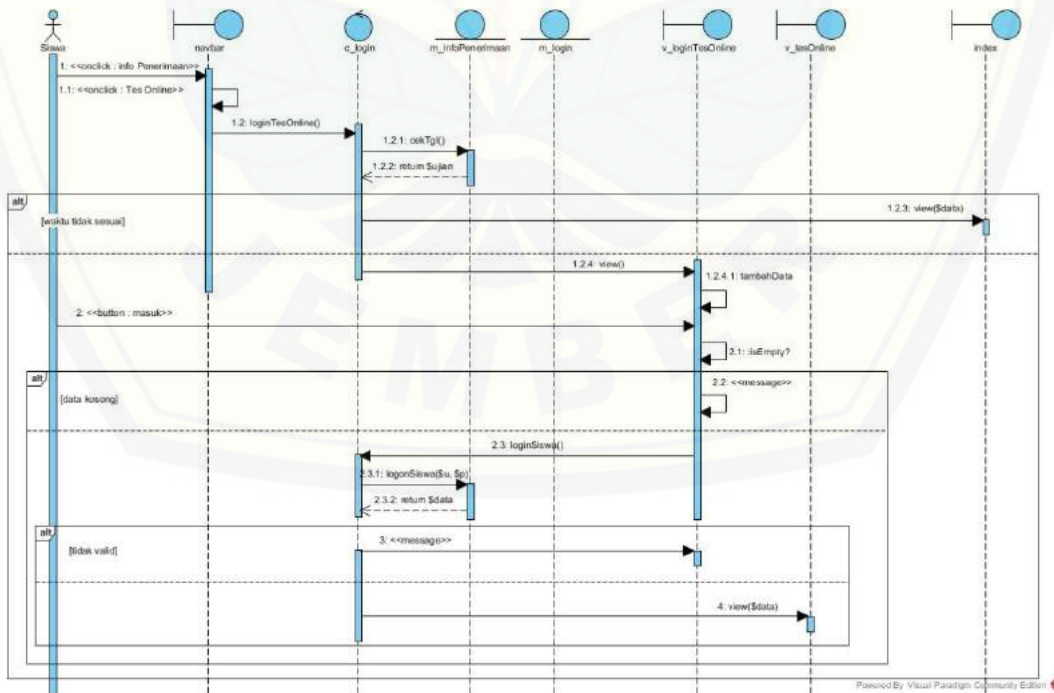 Siswa
navbar
c_login
m_infoPenerimaan
m_login
v_loginTesOnline
v_tesOnline
index
1: <<onclick : info Penerimaan>>
1.1: <<onclick : Tes Online>>
1.2: loginTesOnline()
1.2.1: cekTgl()
1.2.2: return $ujian
alt
[waktu tidak sesuai]
1.2.3: view($data)
1.2.4: view()
1.2.4.1: tambahData
2: <<button : masuk>>
2.1: :isEmpty?
alt
2.2: <<message>>
[data kosong]
2.3: loginSiswa()
2.3.1: logonSiswa($u, $p)
2.3.2: return $data
alt
3: <<message>>
[tidak valid]
4: view($data)
Powered By Visual Paradigm Community Edition
JEMBER